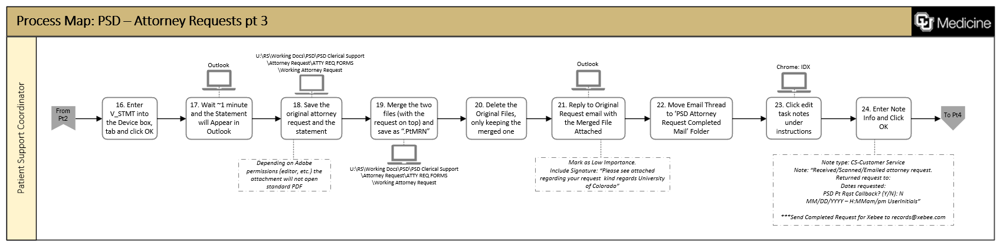 Process Map: PSD – Attorney Requests pt 3
CU Medicine
Patient Support Coordinator
From
Pt2
16. Enter
V_STMT into
the Device box,
tab and click OK
Outlook
17. Wait ~1 minute
and the Statement
will Appear in
Outlook
U:\RS\Working Docs\PSD\PSD Clerical Support
\Attorney Request\ATTY REQ FORMS
\Working Attorney Request
18. Save the
original attorney
request and the
statement
Depending on Adobe
permissions (editor, etc.) the
attachment will not open
standard PDF
19. Merge the two
files (with the
request on top) and
save as “.PtMRN”
U:\RS\Working Docs\PSD\PSD Clerical Support
\Attorney Request\ATTY REQ FORMS
\Working Attorney Request
20. Delete the
Original Files,
only keeping the
merged one
Outlook
21. Reply to Original
Request email with
the Merged File
Attached
Mark as Low Importance.
Include Signature: “Please see attached
regarding your request  kind regards University
of Colorado”
22. Move Email Thread
to ‘PSD Attorney
Request Completed
Mail’ Folder
Chrome: IDX
23. Click edit
task notes
under
instructions
24. Enter Note
Info and Click
OK
Note type: CS-Customer Service
Note: “Received/Scanned/Emailed attorney request.
Returned request to:
Dates requested:
PSD Pt Rqst Callback? (Y/N): N
MM/DD/YYYY – H:MMam/pm UserInitials”
***Send Completed Request for Xebee to records@xebee.com
To Pt4